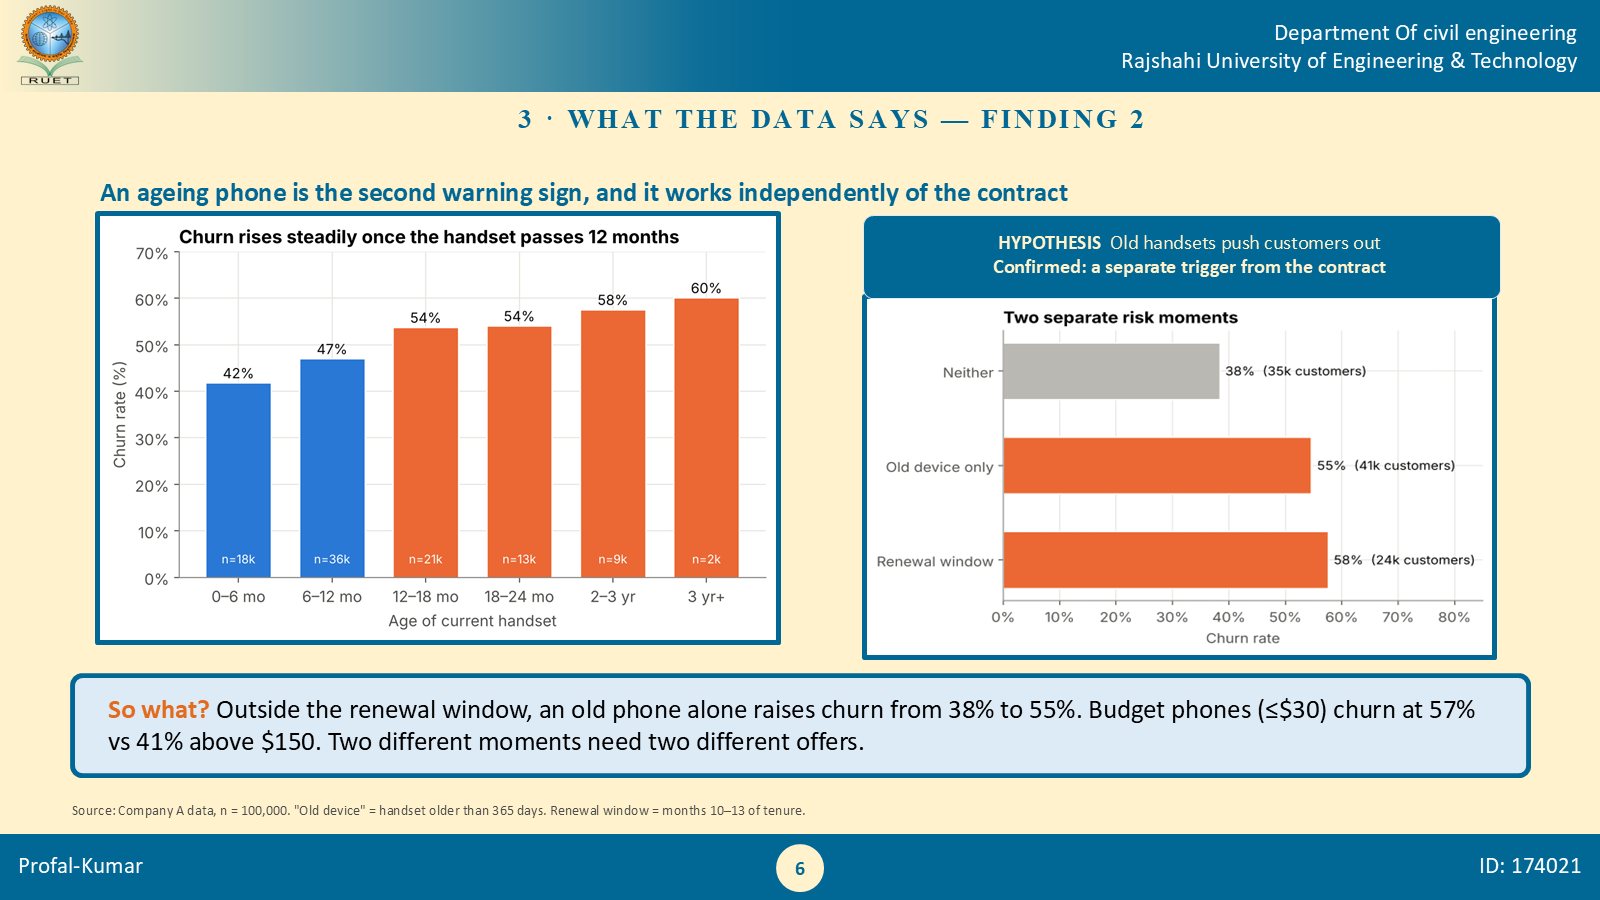 RUET
Department Of civil engineering
Rajshahi University of Engineering & Technology
3 · WHAT THE DATA SAYS — FINDING 2
An ageing phone is the second warning sign, and it works independently of the contract
Churn rises steadily once the handset passes 12 months
70%
60%
50%
40%
30%
20%
10%
0%
Churn rate (%)
42%
47%
54%
54%
58%
60%
n=18k
n=36k
n=21k
n=13k
n=9k
n=2k
0–6 mo
6–12 mo
12–18 mo
18–24 mo
2–3 yr
3 yr+
Age of current handset
HYPOTHESIS Old handsets push customers out
Confirmed: a separate trigger from the contract
Two separate risk moments
Neither
38% (35k customers)
Old device only
55% (41k customers)
Renewal window
58% (24k customers)
0% 10% 20% 30% 40% 50% 60% 70% 80%
Churn rate
So what? Outside the renewal window, an old phone alone raises churn from 38% to 55%. Budget phones (≤$30) churn at 57%
vs 41% above $150. Two different moments need two different offers.
Source: Company A data, n = 100,000. "Old device" = handset older than 365 days. Renewal window = months 10–13 of tenure.
Profal-Kumar
6
ID: 174021